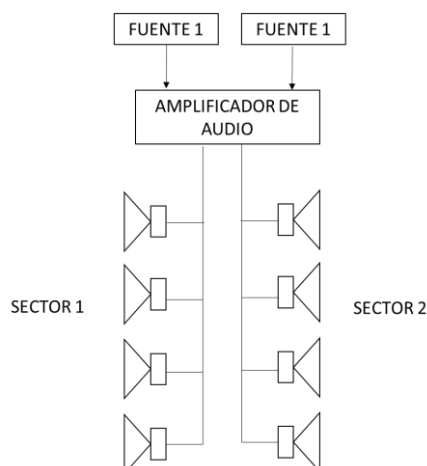 FUENTE 1
FUENTE 1
AMPLIFICADOR DE
AUDIO
SECTOR 1
SECTOR 2